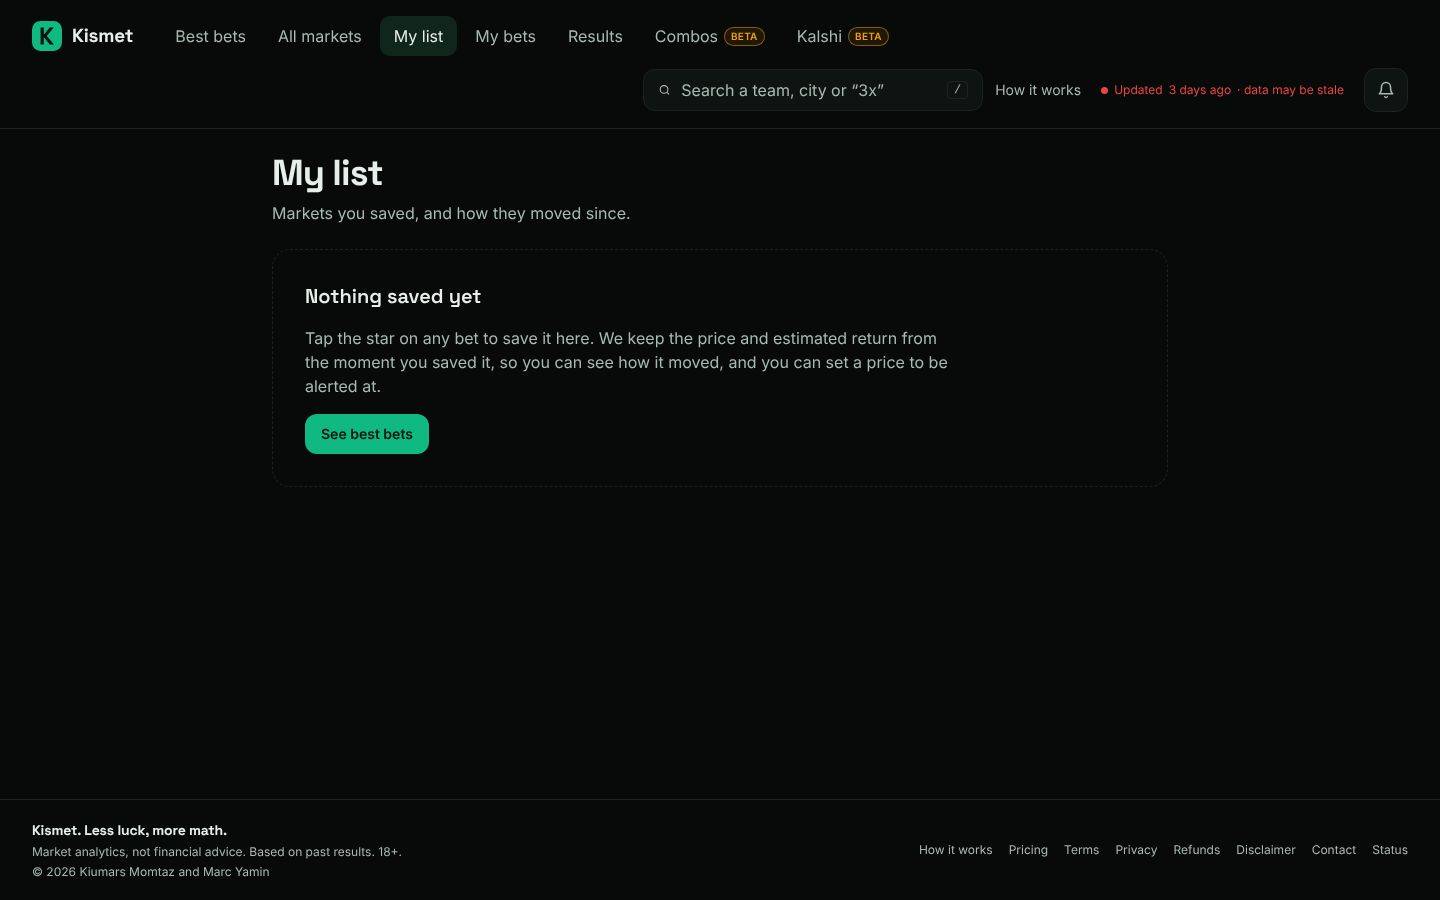 K Kismet Best bets All markets My list My bets Results Combos BETA Kalshi BETA
Search a team, city or “3x” / How it works Updated 3 days ago · data may be stale
My list
Markets you saved, and how they moved since.
Nothing saved yet
Tap the star on any bet to save it here. We keep the price and estimated return from
the moment you saved it, so you can see how it moved, and you can set a price to be
alerted at.
See best bets
Kismet. Less luck, more math.
Market analytics, not financial advice. Based on past results. 18+.
© 2026 Kiumars Momtaz and Marc Yamin
How it works Pricing Terms Privacy Refunds Disclaimer Contact Status